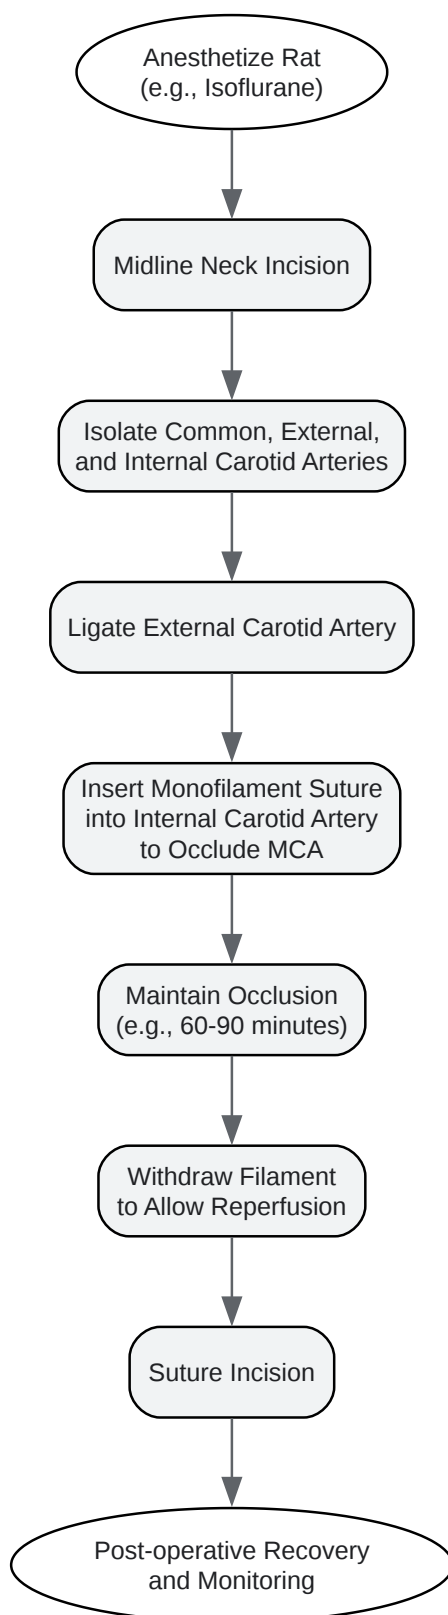 Anesthetize Rat
(e.g., Isoflurane)
Midline Neck Incision
Isolate Common, External,
and Internal Carotid Arteries
Ligate External Carotid Artery
Insert Monofilament Suture
into Internal Carotid Artery
to Occlude MCA
Maintain Occlusion
(e.g., 60-90 minutes)
Withdraw Filament
to Allow Reperfusion
Suture Incision
Post-operative Recovery
and Monitoring